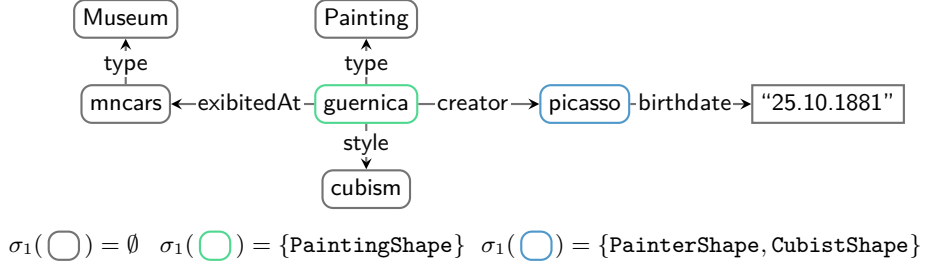 Museum Painting
type type
mncars exibitedAt guernica creator picasso birthdate “25.10.1881”
style
cubism
σ₁( ) = ∅ σ₁( ) = {PaintingShape} σ₁( ) = {PainterShape, CubistShape}